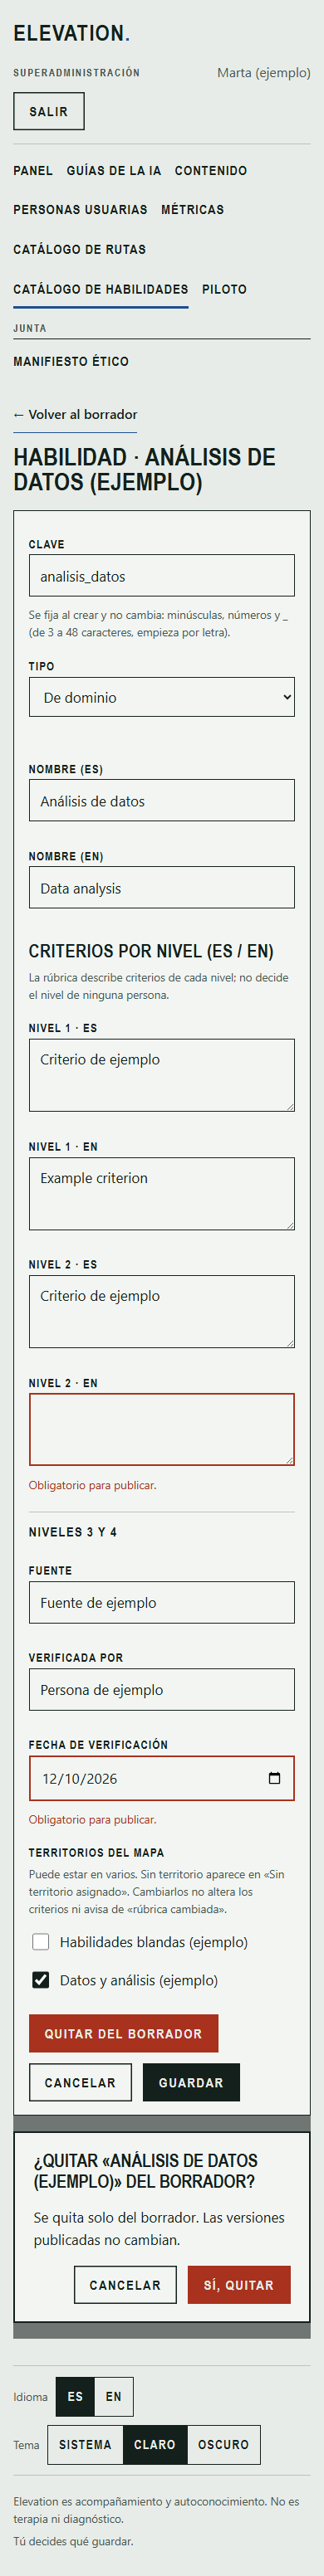 ELEVATION.
SUPERADMINISTRACIÓN
Marta (ejemplo)
SALIR
PANEL GUÍAS DE LA IA CONTENIDO
PERSONAS USUARIAS MÉTRICAS
CATÁLOGO DE RUTAS
CATÁLOGO DE HABILIDADES PILOTO
JUNTA
MANIFIESTO ÉTICO
← Volver al borrador
HABILIDAD · ANÁLISIS DE
DATOS (EJEMPLO)
CLAVE
analisis_datos
Se fija al crear y no cambia: minúsculas, números y _
(de 3 a 48 caracteres, empieza por letra).
TIPO
De dominio
NOMBRE (ES)
Análisis de datos
NOMBRE (EN)
Data analysis
CRITERIOS POR NIVEL (ES / EN)
La rúbrica describe criterios de cada nivel; no decide
el nivel de ninguna persona.
NIVEL 1 · ES
Criterio de ejemplo
NIVEL 1 · EN
Example criterion
NIVEL 2 · ES
Criterio de ejemplo
NIVEL 2 · EN
Obligatorio para publicar.
NIVELES 3 Y 4
FUENTE
Fuente de ejemplo
VERIFICADA POR
Persona de ejemplo
FECHA DE VERIFICACIÓN
12/10/2026
Obligatorio para publicar.
TERRITORIOS DEL MAPA
Puede estar en varios. Sin territorio aparece en «Sin
territorio asignado». Cambiarlos no altera los
criterios ni avisa de «rúbrica cambiada».
Habilidades blandas (ejemplo)
Datos y análisis (ejemplo)
QUITAR DEL BORRADOR
CANCELAR GUARDAR
¿QUITAR «ANÁLISIS DE DATOS
(EJEMPLO)» DEL BORRADOR?
Se quita solo del borrador. Las versiones
publicadas no cambian.
CANCELAR SÍ, QUITAR
Idioma ES EN
Tema SISTEMA CLARO OSCURO
Elevation es acompañamiento y autoconocimiento. No es
terapia ni diagnóstico.
Tú decides qué guardar.